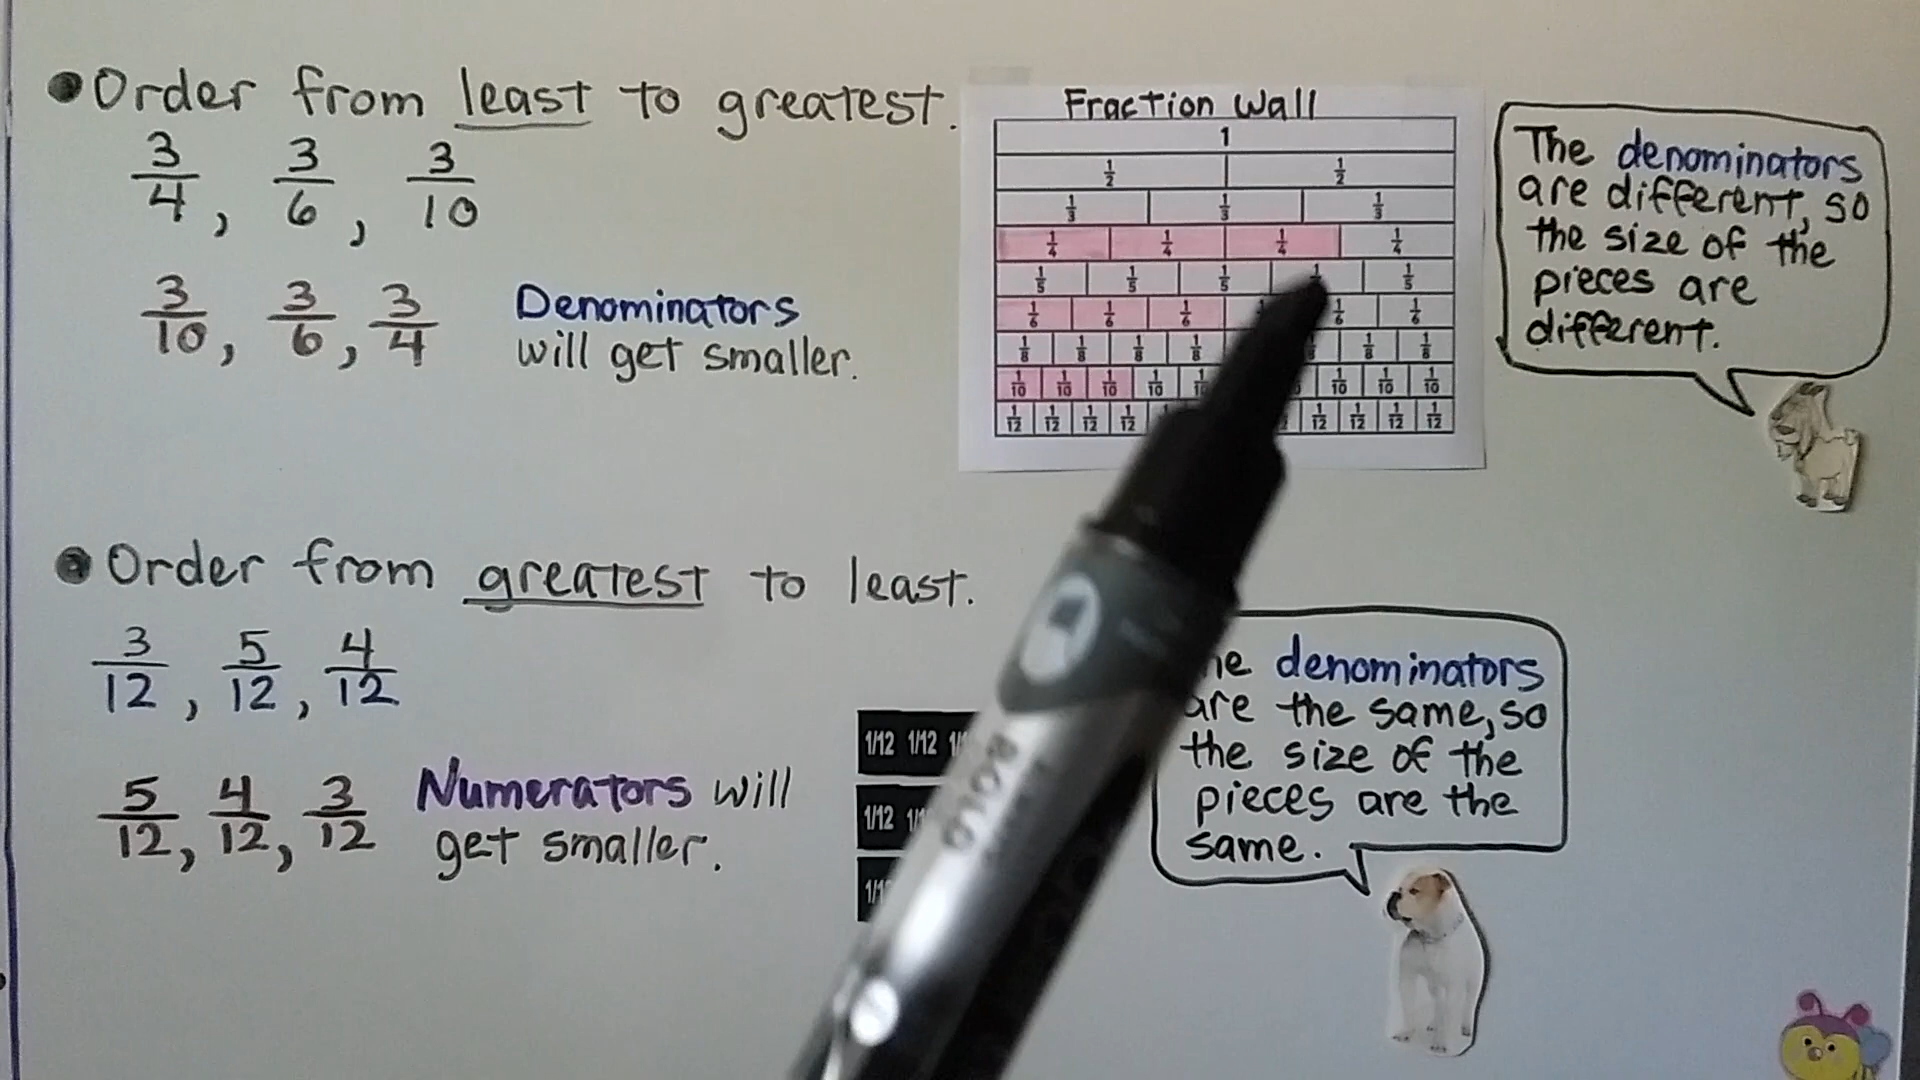 Order from least to greatest.
3/4, 3/6, 3/10
3/10, 3/6, 3/4
Denominators
will get smaller.
Fraction Wall
1
1/2 1/2
1/3 1/3 1/3
1/4 1/4 1/4 1/4
1/5 1/5 1/5 1/5
1/6 1/6 1/6 1/6 1/6
1/8 1/8 1/8 1/8 1/8 1/8
1/10 1/10 1/10 1/10 1/10 1/10 1/10
1/12 1/12 1/12 1/12 1/12 1/12 1/12 1/12
The denominators
are different, so
the size of the
pieces are
different.
Order from greatest to least.
3/12, 5/12, 4/12
5/12, 4/12, 3/12
Numerators will
get smaller.
1/12 1/12
1/12
denominators
are the same, so
the size of the
pieces are the
same.
BOLD